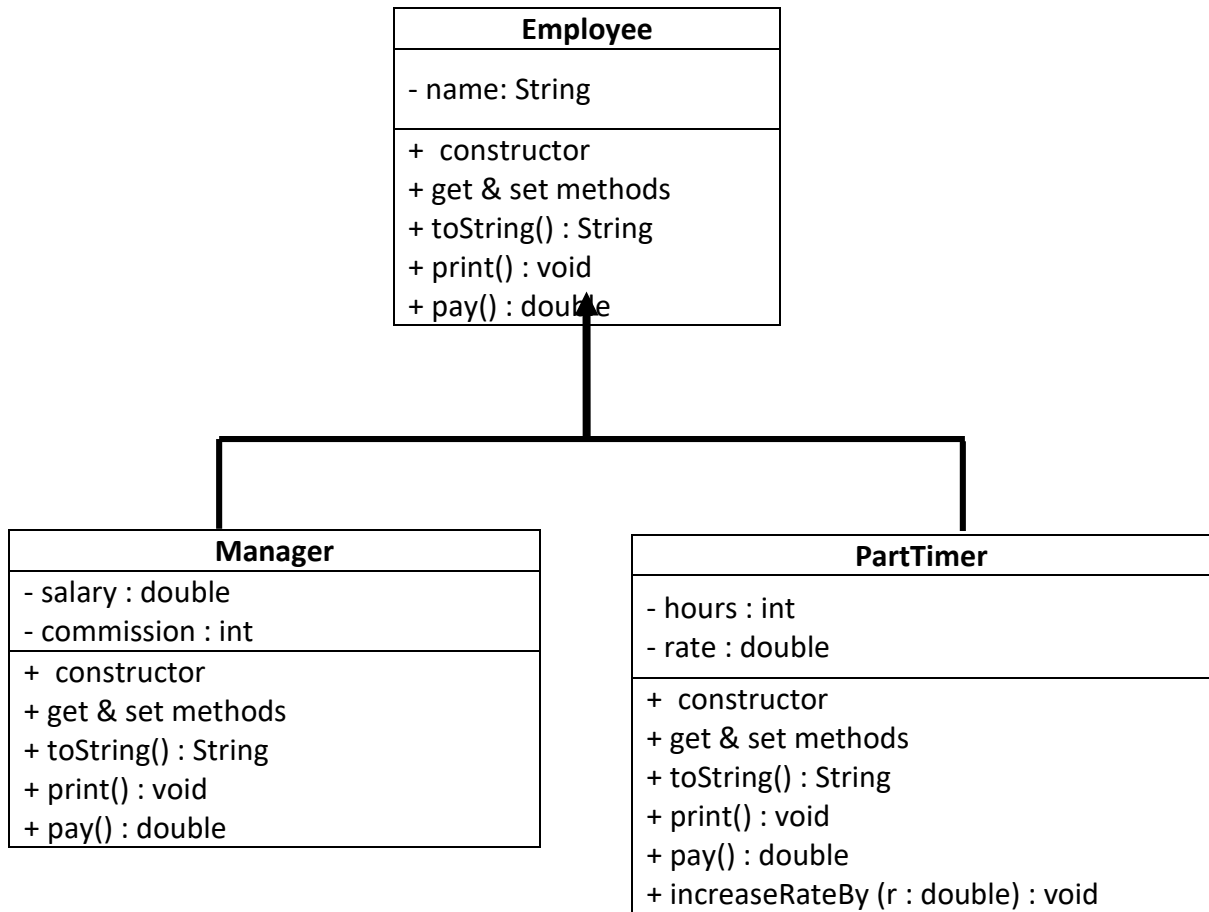 Employee
- name: String
+  constructor
+ get & set methods
+ toString() : String
+ print() : void
+ pay() : double
Manager
- salary : double
- commission : int
+  constructor
+ get & set methods
+ toString() : String
+ print() : void
+ pay() : double
PartTimer
- hours : int
- rate : double
+  constructor
+ get & set methods
+ toString() : String
+ print() : void
+ pay() : double
+ increaseRateBy (r : double) : void